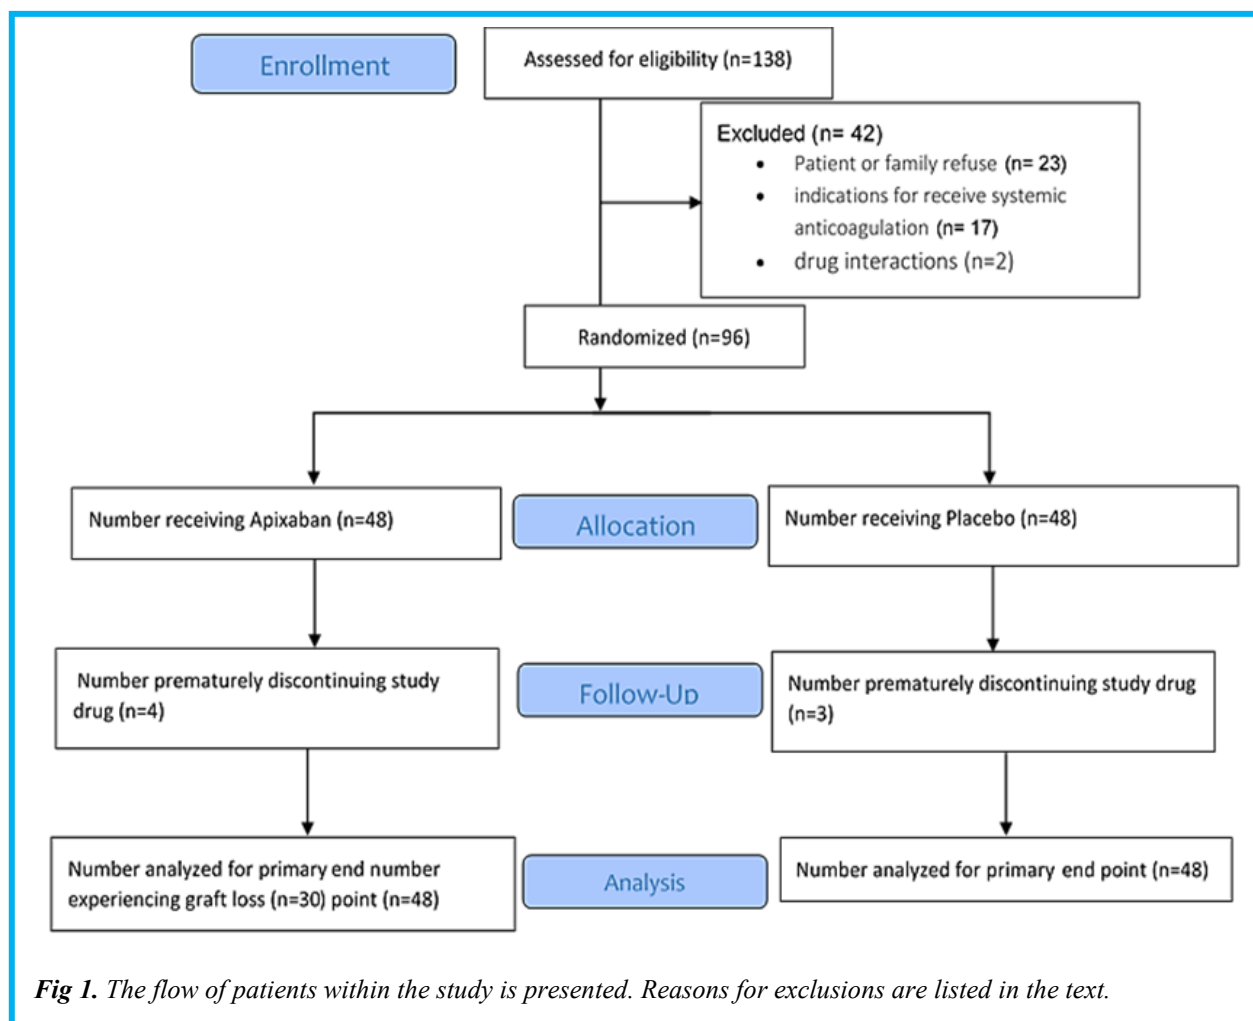 Enrollment
Assessed for eligibility (n=138)
Excluded (n= 42)
• Patient or family refuse (n= 23)
• indications for receive systemic
anticoagulation (n= 17)
• drug interactions (n=2)
Randomized (n=96)
Number receiving Apixaban (n=48)
Allocation
Number receiving Placebo (n=48)
Number prematurely discontinuing study
drug (n=4)
Follow-Up
Number prematurely discontinuing study drug
(n=3)
Number analyzed for primary end number
experiencing graft loss (n=30) point (n=48)
Analysis
Number analyzed for primary end point (n=48)
Fig 1. The flow of patients within the study is presented. Reasons for exclusions are listed in the text.